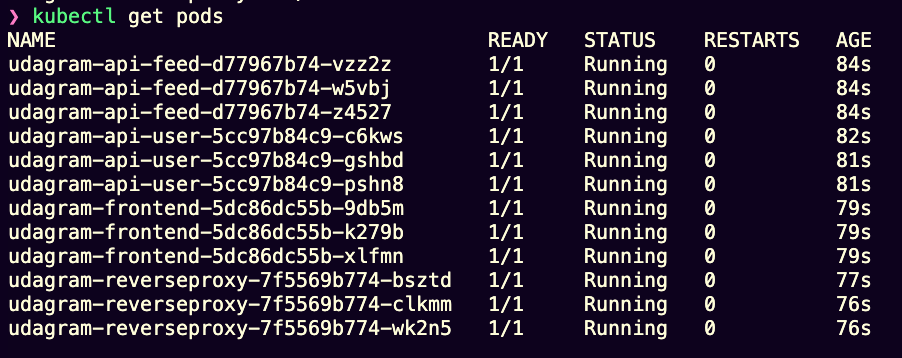 ❯ kubectl get pods
NAME READY STATUS RESTARTS AGE
udagram-api-feed-d77967b74-vzz2z 1/1 Running 0 84s
udagram-api-feed-d77967b74-w5vbj 1/1 Running 0 84s
udagram-api-feed-d77967b74-z4527 1/1 Running 0 84s
udagram-api-user-5cc97b84c9-c6kws 1/1 Running 0 82s
udagram-api-user-5cc97b84c9-gshbd 1/1 Running 0 81s
udagram-api-user-5cc97b84c9-pshn8 1/1 Running 0 81s
udagram-frontend-5dc86dc55b-9db5m 1/1 Running 0 79s
udagram-frontend-5dc86dc55b-k279b 1/1 Running 0 79s
udagram-frontend-5dc86dc55b-xlfmn 1/1 Running 0 79s
udagram-reverseproxy-7f5569b774-bsztd 1/1 Running 0 77s
udagram-reverseproxy-7f5569b774-clkmm 1/1 Running 0 76s
udagram-reverseproxy-7f5569b774-wk2n5 1/1 Running 0 76s